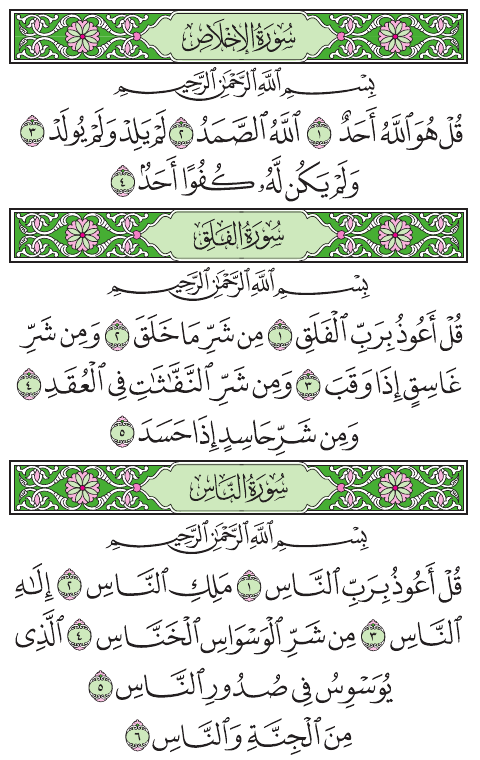 سُورَةُ الإِخْلَاصِ
بِسْمِ ٱللَّهِ ٱلرَّحْمَٰنِ ٱلرَّحِيمِ
قُلْ هُوَ ٱللَّهُ أَحَدٌ ١ ٱللَّهُ ٱلصَّمَدُ ٢ لَمْ يَلِدْ وَلَمْ يُولَدْ ٣
وَلَمْ يَكُن لَّهُۥ كُفُوًا أَحَدٌۢ ٤
سُورَةُ الفَلَقِ
بِسْمِ ٱللَّهِ ٱلرَّحْمَٰنِ ٱلرَّحِيمِ
قُلْ أَعُوذُ بِرَبِّ ٱلْفَلَقِ ١ مِن شَرِّ مَا خَلَقَ ٢ وَمِن شَرِّ
غَاسِقٍ إِذَا وَقَبَ ٣ وَمِن شَرِّ ٱلنَّفَّٰثَٰتِ فِي ٱلْعُقَدِ ٤
وَمِن شَرِّ حَاسِدٍ إِذَا حَسَدَ ٥
سُورَةُ النَّاسِ
بِسْمِ ٱللَّهِ ٱلرَّحْمَٰنِ ٱلرَّحِيمِ
قُلْ أَعُوذُ بِرَبِّ ٱلنَّاسِ ١ مَلِكِ ٱلنَّاسِ ٢ إِلَٰهِ
ٱلنَّاسِ ٣ مِن شَرِّ ٱلْوَسْوَاسِ ٱلْخَنَّاسِ ٤ ٱلَّذِي
يُوَسْوِسُ فِي صُدُورِ ٱلنَّاسِ ٥
مِنَ ٱلْجِنَّةِ وَٱلنَّاسِ ٦